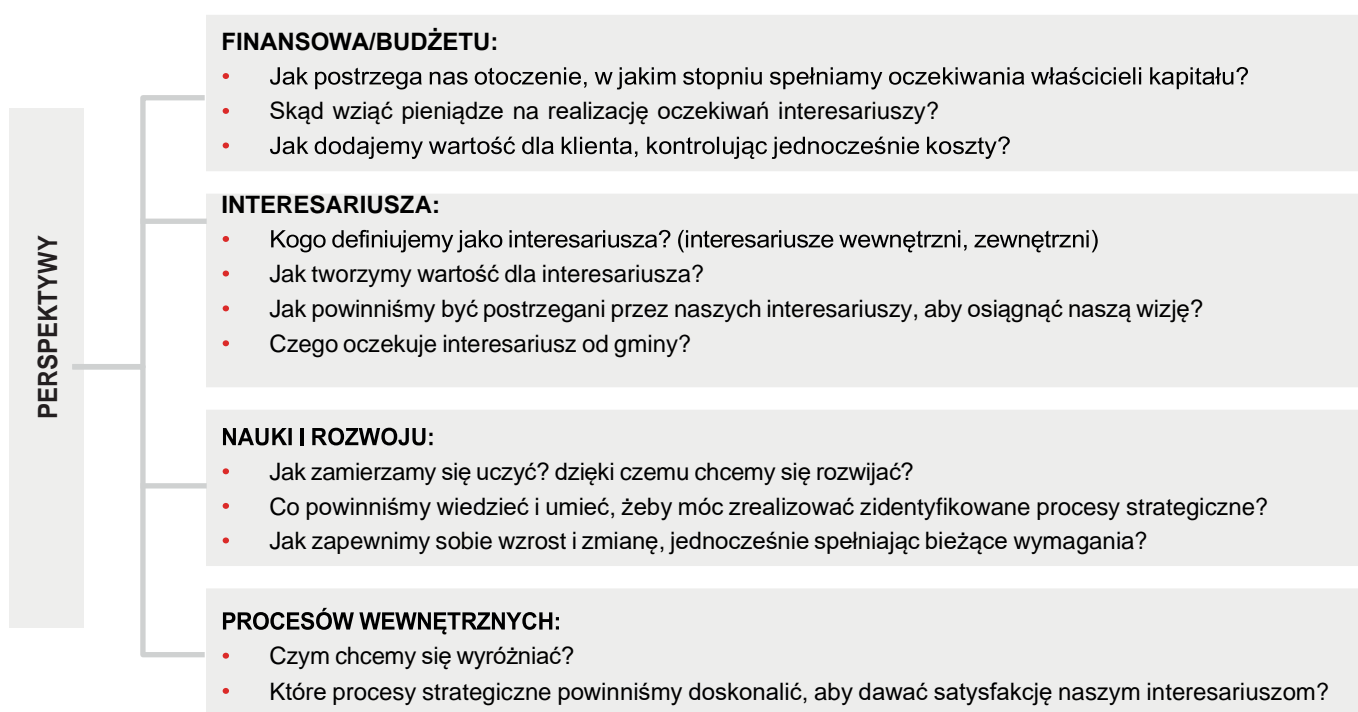 PERSPEKTYWY
FINANSOWA/BUDŻETU:
• Jak postrzega nas otoczenie, w jakim stopniu spełniamy oczekiwania właścicieli kapitału?
• Skąd wziąć pieniądze na realizację oczekiwań interesariuszy?
• Jak dodajemy wartość dla klienta, kontrolując jednocześnie koszty?
INTERESARIUSZA:
• Kogo definiujemy jako interesariusza? (interesariusze wewnętrzni, zewnętrzni)
• Jak tworzymy wartość dla interesariusza?
• Jak powinniśmy być postrzegani przez naszych interesariuszy, aby osiągnąć naszą wizję?
• Czego oczekuje interesariusz od gminy?
NAUKI I ROZWOJU:
• Jak zamierzamy się uczyć? dzięki czemu chcemy się rozwijać?
• Co powinniśmy wiedzieć i umieć, żeby móc zrealizować zidentyfikowane procesy strategiczne?
• Jak zapewnimy sobie wzrost i zmianę, jednocześnie spełniając bieżące wymagania?
PROCESÓW WEWNĘTRZNYCH:
• Czym chcemy się wyróżniać?
• Które procesy strategiczne powinniśmy doskonalić, aby dawać satysfakcję naszym interesariuszom?